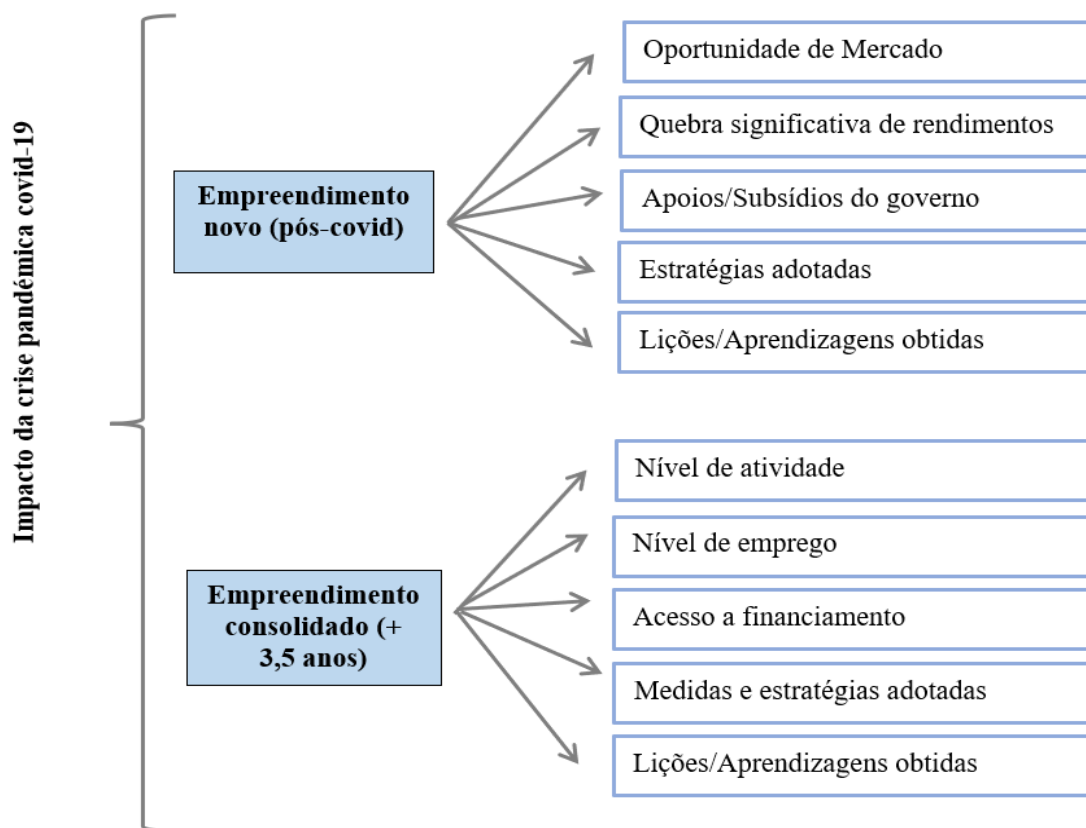 Impacto da crise pandémica covid-19
Empreendimento
novo (pós-covid)
Oportunidade de Mercado
Quebra significativa de rendimentos
Apoios/Subsídios do governo
Estratégias adotadas
Lições/Aprendizagens obtidas
Empreendimento
consolidado (+
3,5 anos)
Nível de atividade
Nível de emprego
Acesso a financiamento
Medidas e estratégias adotadas
Lições/Aprendizagens obtidas